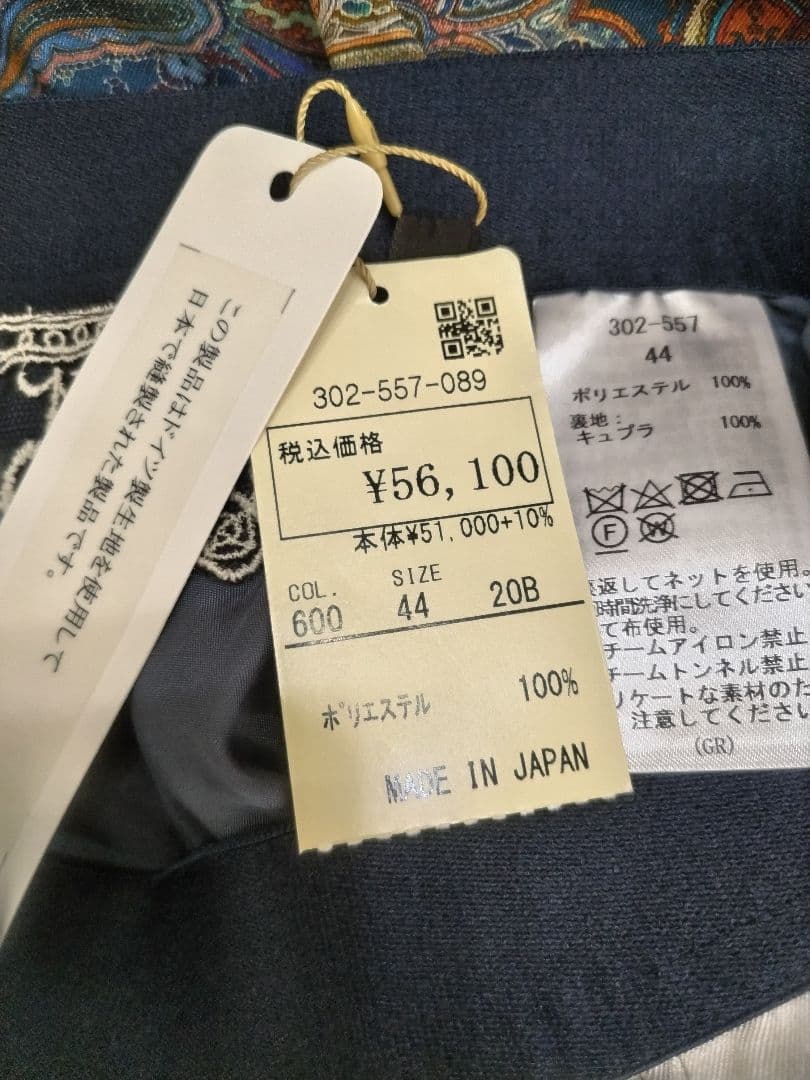 この製品はドイツ製生地を使用して
日本で縫製された製品です。
302-557-089
税込価格
¥56,100
本体¥51,000+10%
COL.
SIZE
600
44
20B
ポリエステル 100%
MADE IN JAPAN
302-557
44
ポリエステル 100%
裏地:
キュプラ 100%
F
W
返してネットを使用。
時間洗浄にしてください
て布使用。
チームアイロン禁止
チームトンネル禁止
リケートな素材のた
注意してください
(GR)